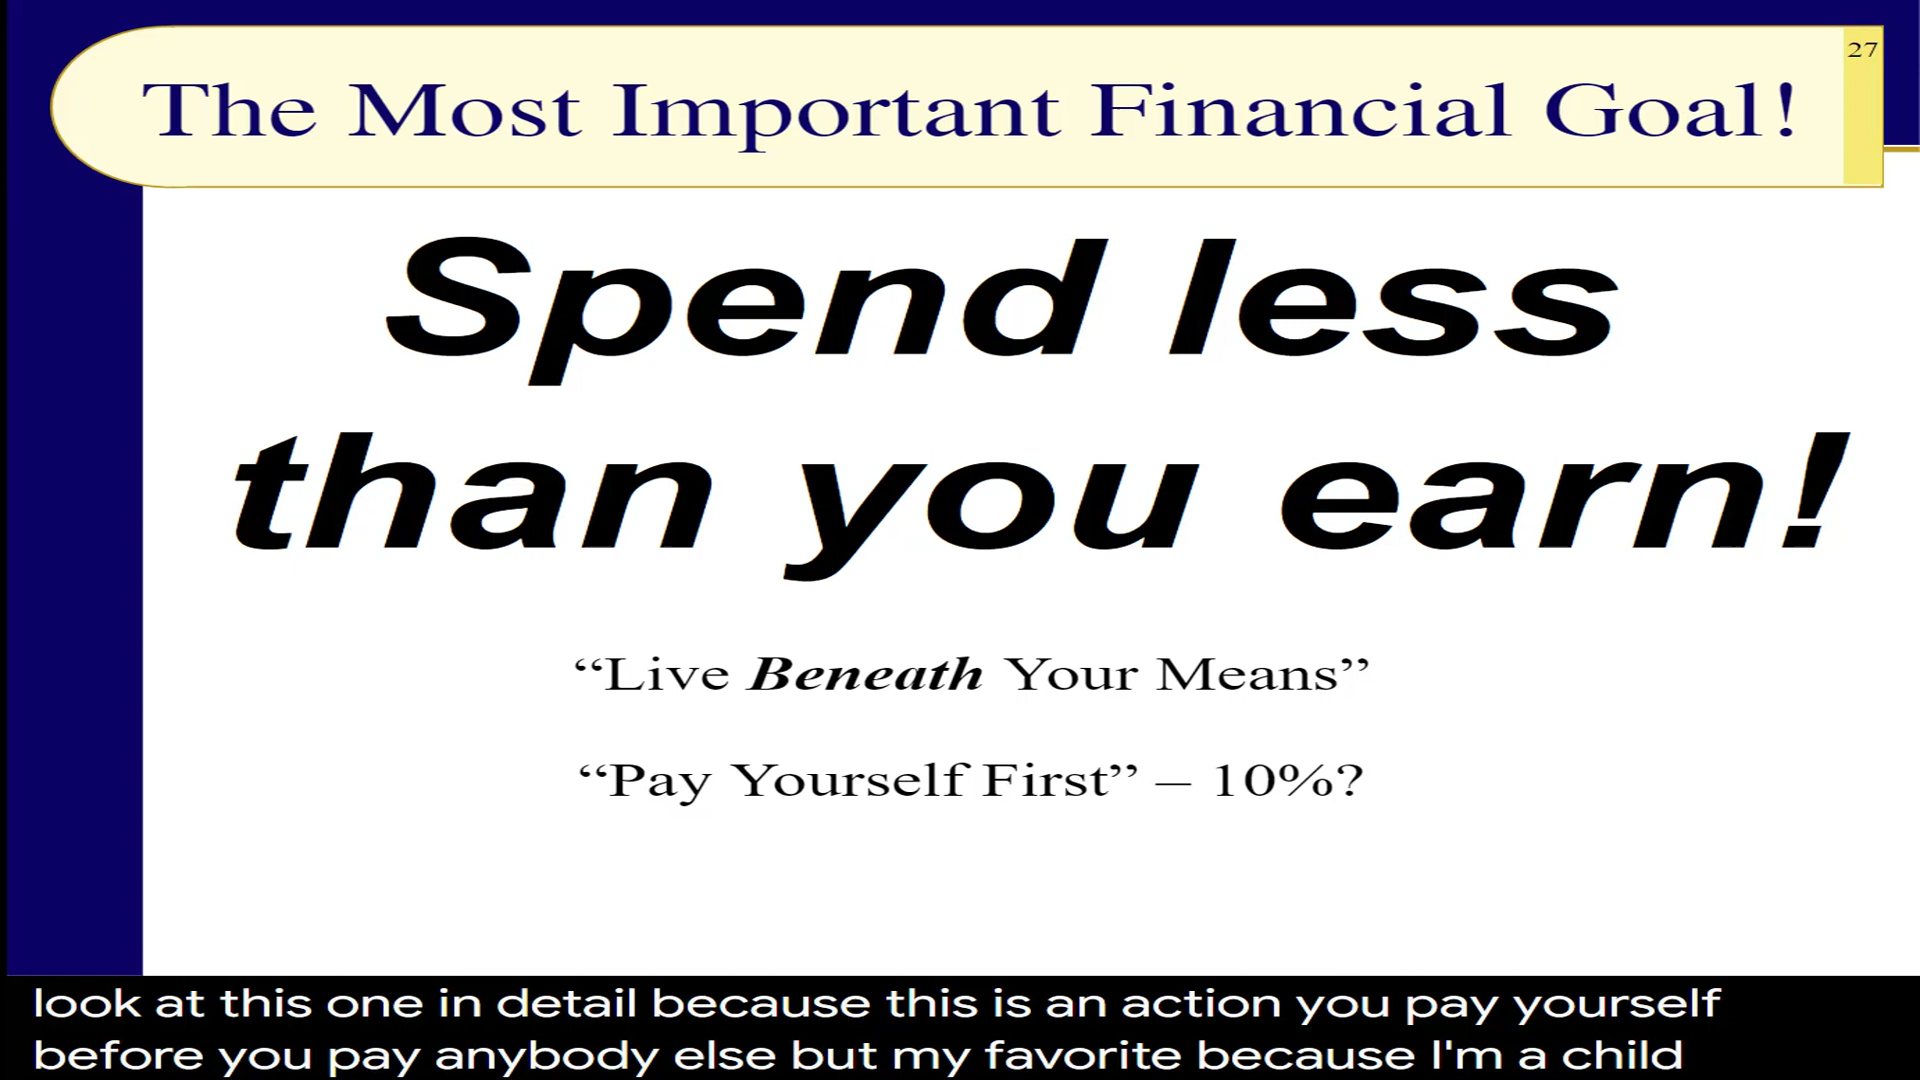 27
The Most Important Financial Goal!
Spend less
than you earn!
“Live Beneath Your Means”
“Pay Yourself First” – 10%?
look at this one in detail because this is an action you pay yourself
before you pay anybody else but my favorite because I'm a child